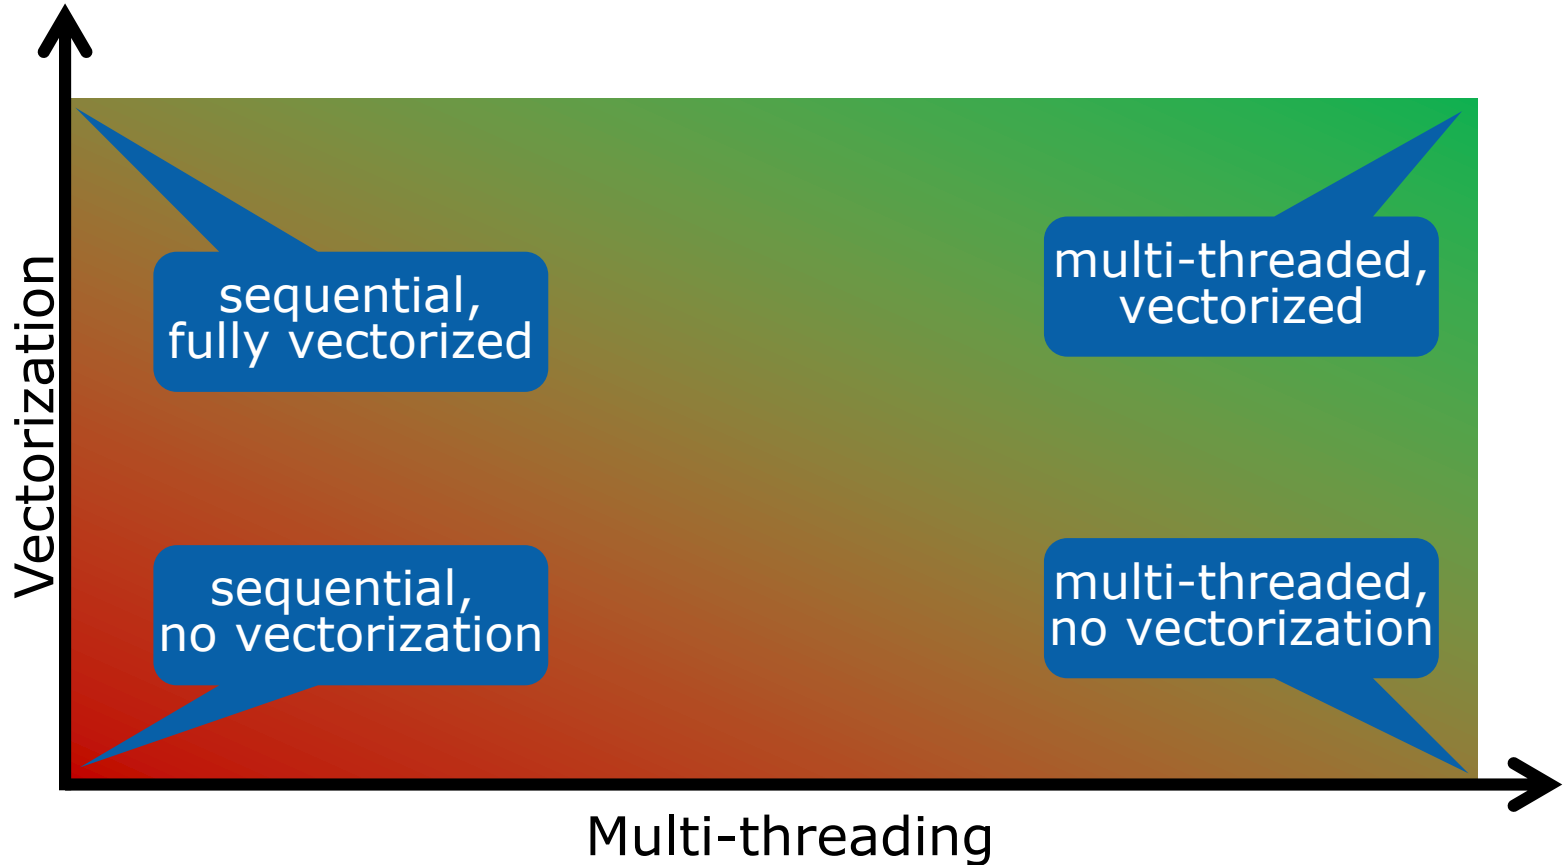 Vectorization
sequential,
fully vectorized
multi-threaded,
vectorized
sequential,
no vectorization
multi-threaded,
no vectorization
Multi-threading